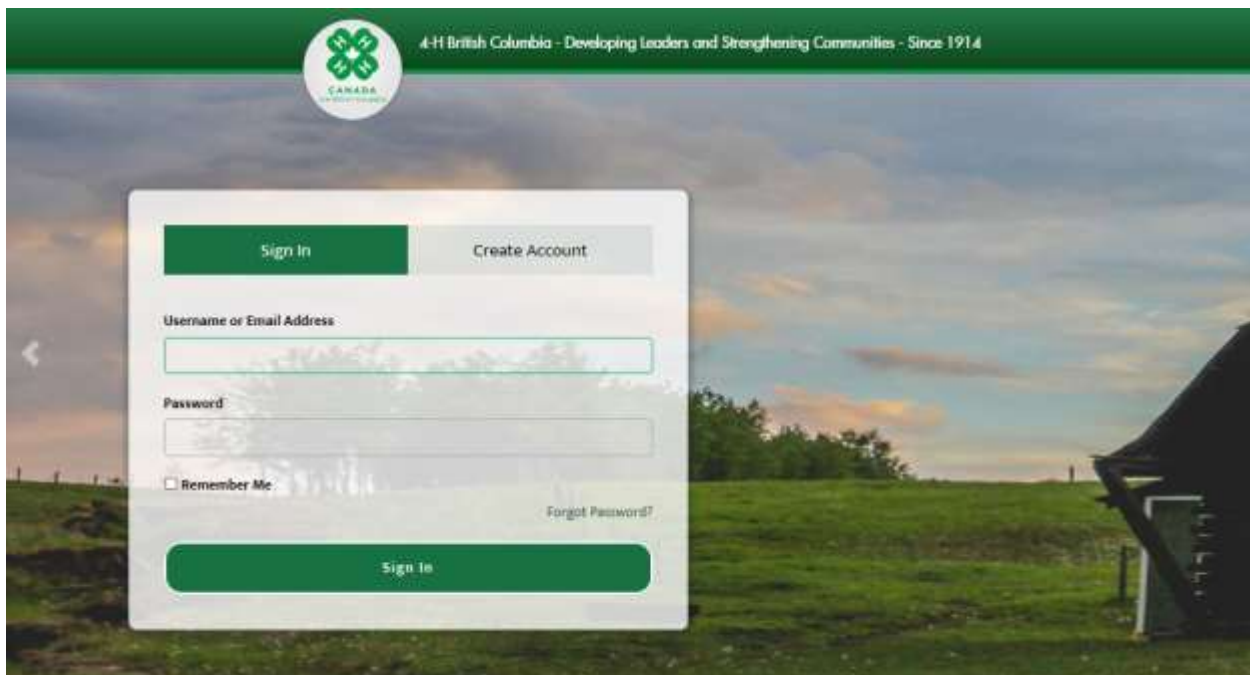 4-H British Columbia - Developing Leaders and Strengthening Communities - Since 1914
H H
H H
CANADA
Sign In
Create Account
Username or Email Address
Password
Remember Me
Forgot Password?
Sign In